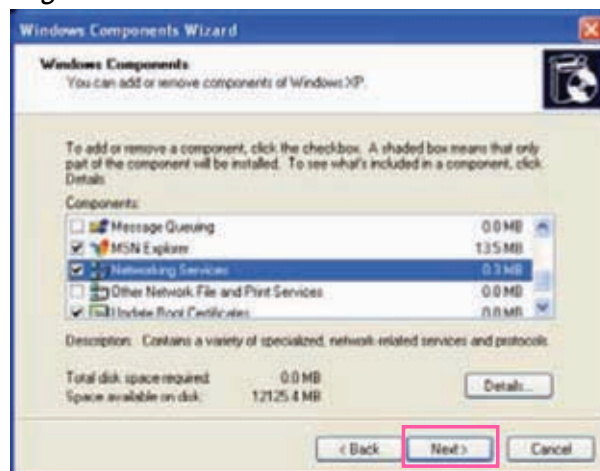 Windows Components Wizard
Windows Components
You can add or remove components of Windows XP.
To add or remove a component, click the checkbox. A shaded box means that only
part of the component will be installed. To see what's included in a component, click
Details.
Components:
Message Queuing 0.0 MB
MSN Explorer 13.5 MB
Networking Services 0.3 MB
Other Network File and Print Services 0.0 MB
Update Root Certificates 0.0 MB
Description: Contains a variety of specialized, network-related services and protocols.
Total disk space required: 0.0 MB
Space available on disk: 12125.4 MB
Details...
< Back Next > Cancel